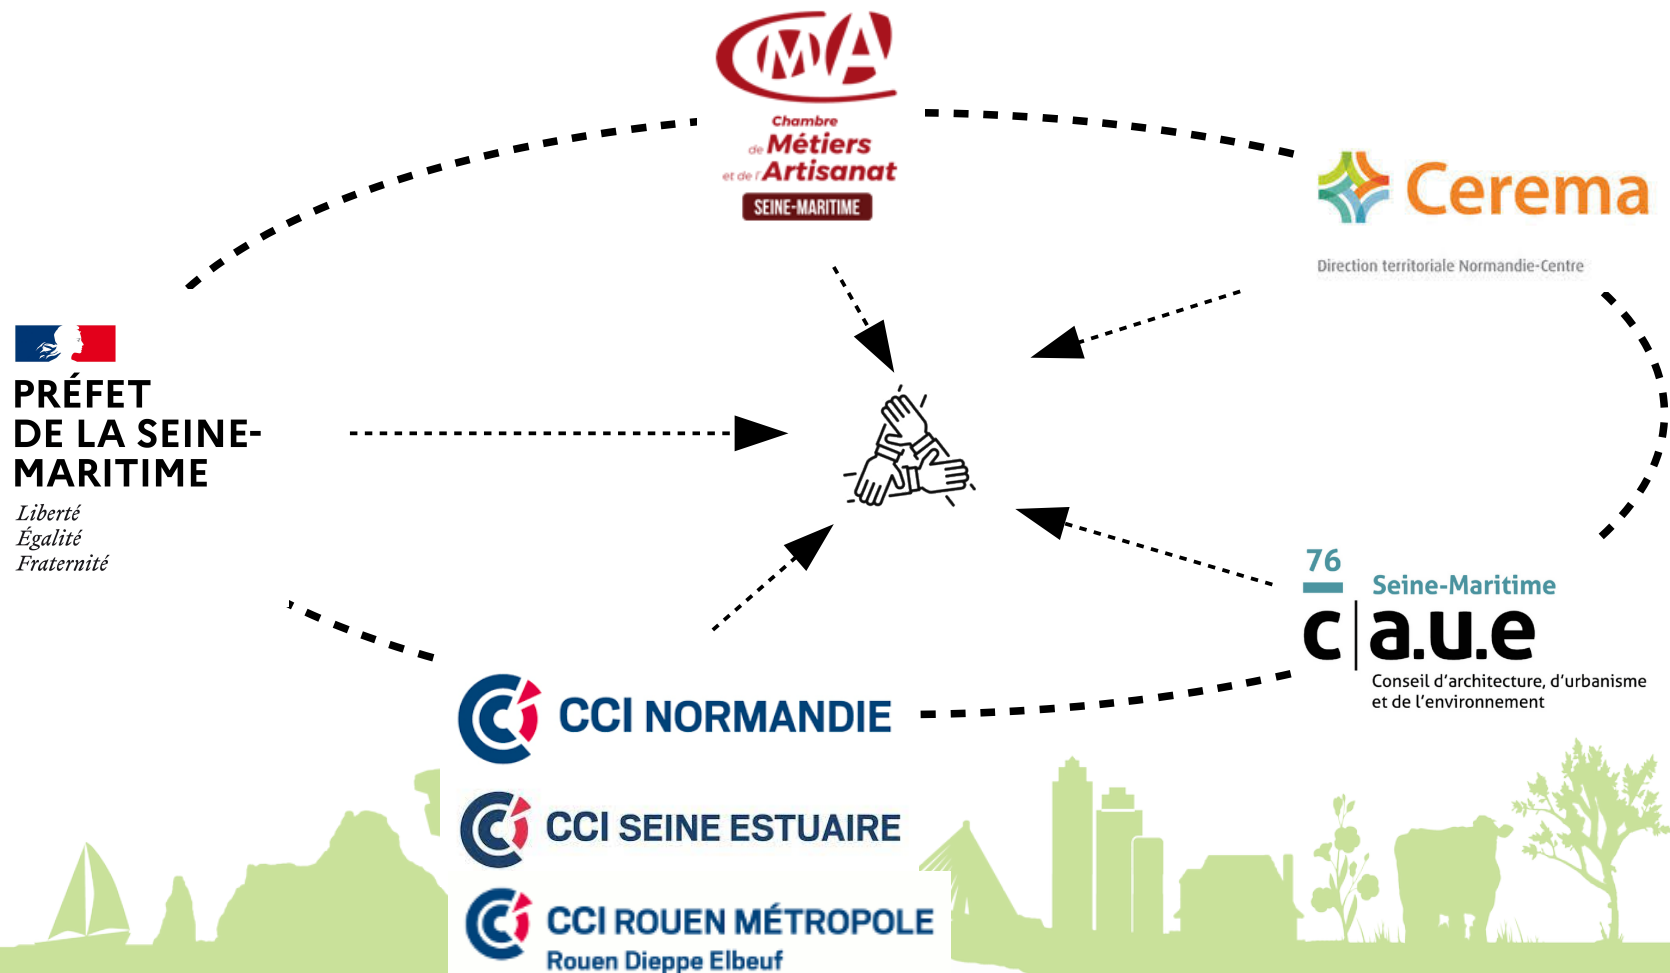 CMA
Chambre
de Métiers
et de l'Artisanat
SEINE-MARITIME
Cerema
Direction territoriale Normandie-Centre
PRÉFET
DE LA SEINE-
MARITIME
Liberté
Égalité
Fraternité
76
Seine-Maritime
c|a.u.e
Conseil d'architecture, d'urbanisme
et de l'environnement
CCI NORMANDIE
CCI SEINE ESTUAIRE
CCI ROUEN MÉTROPOLE
Rouen Dieppe Elbeuf